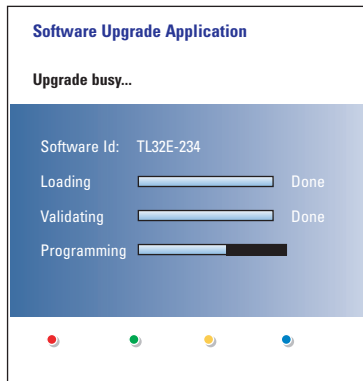 Software Upgrade Application
Upgrade busy...
Software Id: TL32E-234
Loading Done
Validating Done
Programming